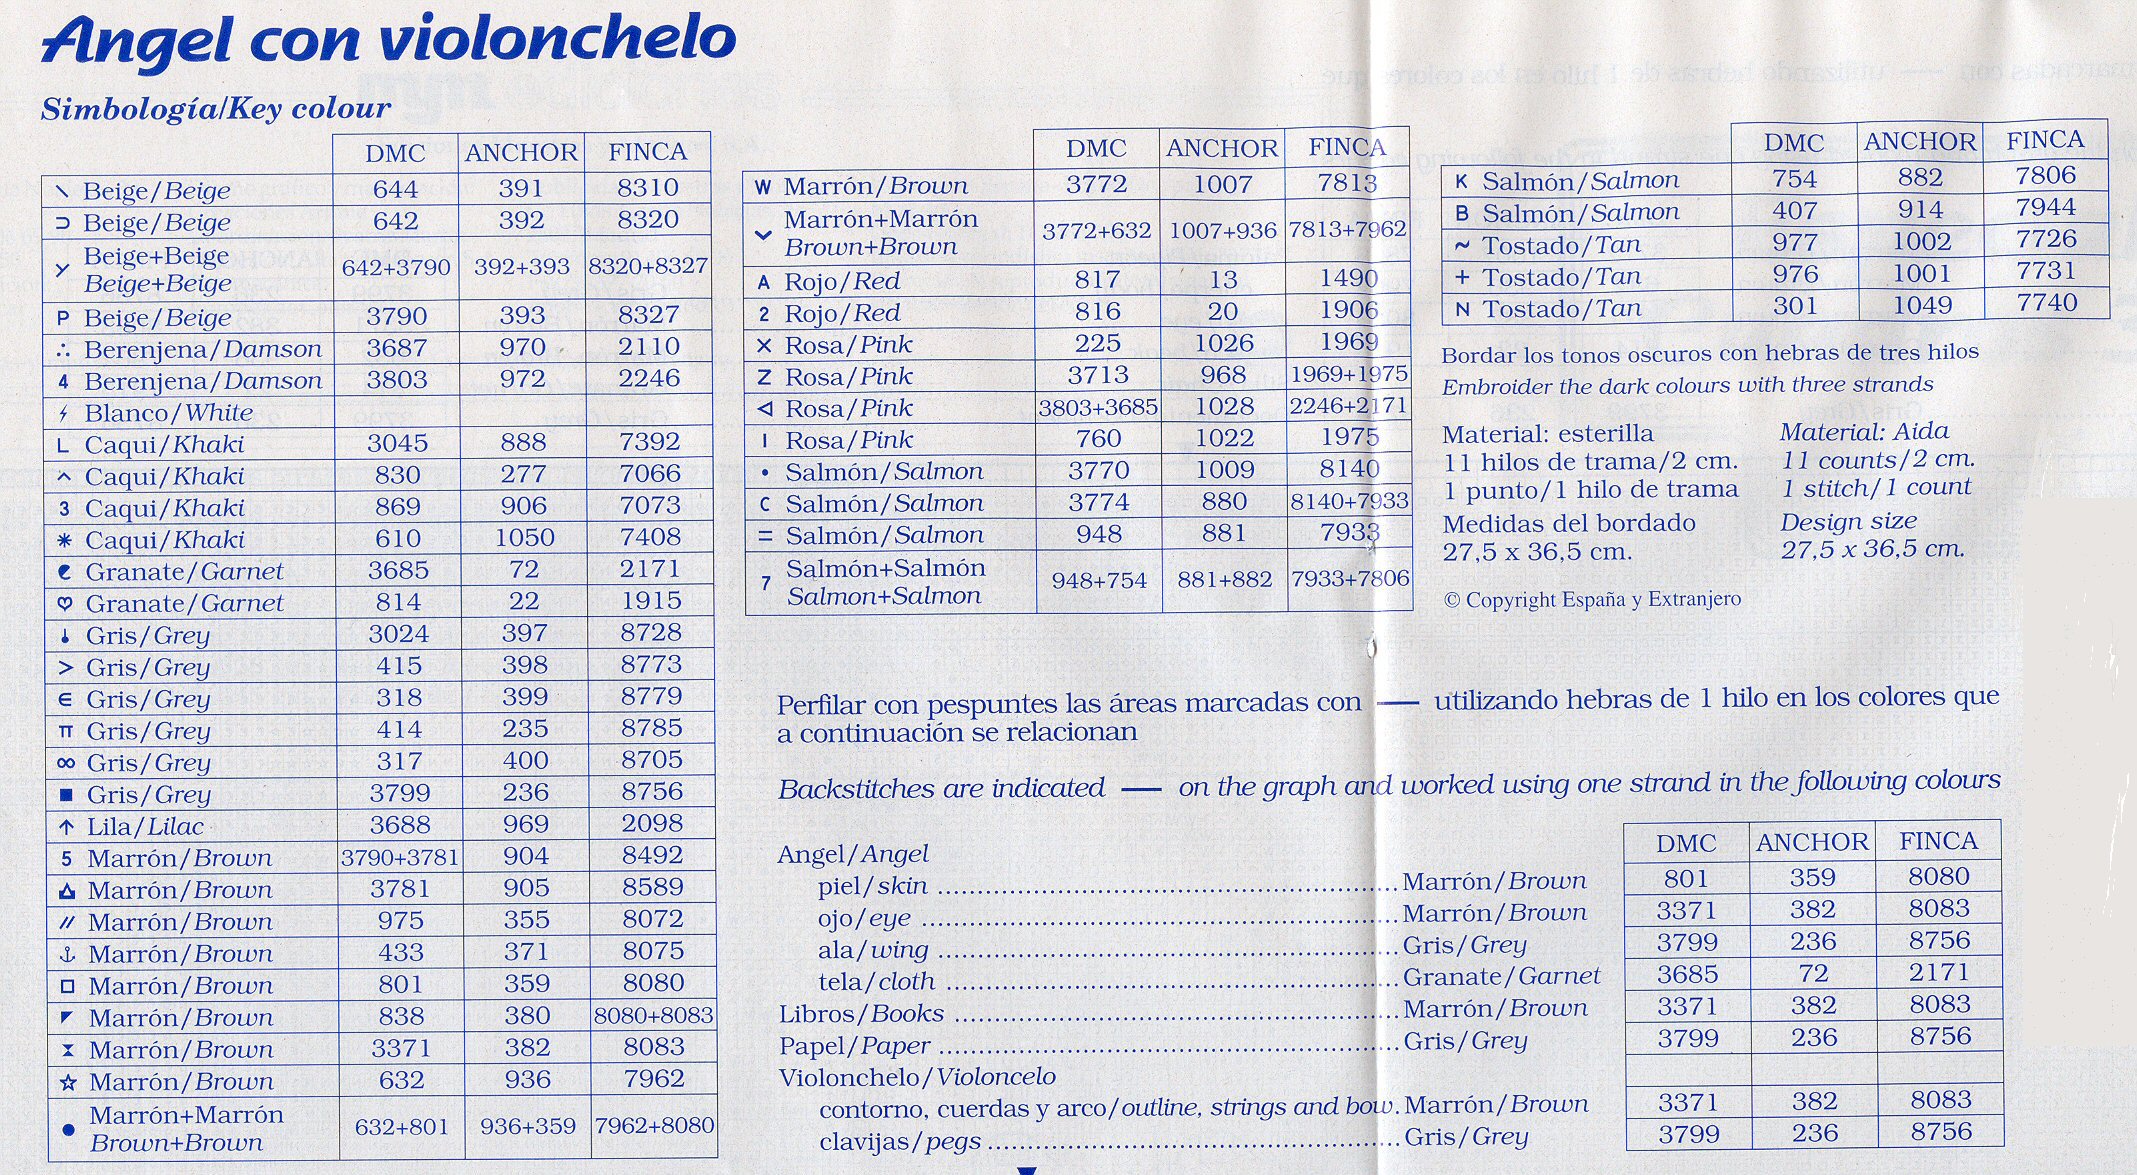 Angel con violonchelo
Simbología/Key colour
DMC ANCHOR FINCA
\ Beige/Beige 644 391 8310
⊃ Beige/Beige 642 392 8320
Y Beige+Beige
Beige+Beige 642+3790 392+393 8320+8327
P Beige/Beige 3790 393 8327
∴ Berenjena/Damson 3687 970 2110
4 Berenjena/Damson 3803 972 2246
⚡ Blanco/White
L Caqui/Khaki 3045 888 7392
^ Caqui/Khaki 830 277 7066
3 Caqui/Khaki 869 906 7073
* Caqui/Khaki 610 1050 7408
Granate/Garnet 3685 72 2171
♡ Granate/Garnet 814 22 1915
Gris/Grey 3024 397 8728
> Gris/Grey 415 398 8773
∈ Gris/Grey 318 399 8779
π Gris/Grey 414 235 8785
∞ Gris/Grey 317 400 8705
■ Gris/Grey 3799 236 8756
↑ Lila/Lilac 3688 969 2098
5 Marrón/Brown 3790+3781 904 8492
Marrón/Brown 3781 905 8589
// Marrón/Brown 975 355 8072
⚓ Marrón/Brown 433 371 8075
□ Marrón/Brown 801 359 8080
◤ Marrón/Brown 838 380 8080+8083
⧗ Marrón/Brown 3371 382 8083
☆ Marrón/Brown 632 936 7962
● Marrón+Marrón
Brown+Brown 632+801 936+359 7962+8080
DMC ANCHOR FINCA
W Marrón/Brown 3772 1007 7813
⌄ Marrón+Marrón
Brown+Brown 3772+632 1007+936 7813+7962
A Rojo/Red 817 13 1490
2 Rojo/Red 816 20 1906
× Rosa/Pink 225 1026 1969
Z Rosa/Pink 3713 968 1969+1975
◁ Rosa/Pink 3803+3685 1028 2246+2171
I Rosa/Pink 760 1022 1975
• Salmón/Salmon 3770 1009 8140
C Salmón/Salmon 3774 880 8140+7933
= Salmón/Salmon 948 881 7933
7 Salmón+Salmón
Salmon+Salmon 948+754 881+882 7933+7806
DMC ANCHOR FINCA
K Salmón/Salmon 754 882 7806
B Salmón/Salmon 407 914 7944
~ Tostado/Tan 977 1002 7726
+ Tostado/Tan 976 1001 7731
N Tostado/Tan 301 1049 7740
Bordar los tonos oscuros con hebras de tres hilos
Embroider the dark colours with three strands
Material: esterilla
11 hilos de trama/2 cm.
1 punto/1 hilo de trama
Medidas del bordado
27,5 x 36,5 cm.
Material: Aida
11 counts/2 cm.
1 stitch/1 count
Design size
27,5 x 36,5 cm.
© Copyright España y Extranjero
Perfilar con pespuntes las áreas marcadas con — utilizando hebras de 1 hilo en los colores que
a continuación se relacionan
Backstitches are indicated — on the graph and worked using one strand in the following colours
DMC ANCHOR FINCA
Angel/Angel
piel/skin ........ Marrón/Brown 801 359 8080
ojo/eye ........ Marrón/Brown 3371 382 8083
ala/wing ........ Gris/Grey 3799 236 8756
tela/cloth ........ Granate/Garnet 3685 72 2171
Libros/Books ........ Marrón/Brown 3371 382 8083
Papel/Paper ........ Gris/Grey 3799 236 8756
Violonchelo/Violoncelo
contorno, cuerdas y arco/outline, strings and bow. Marrón/Brown 3371 382 8083
clavijas/pegs ........ Gris/Grey 3799 236 8756